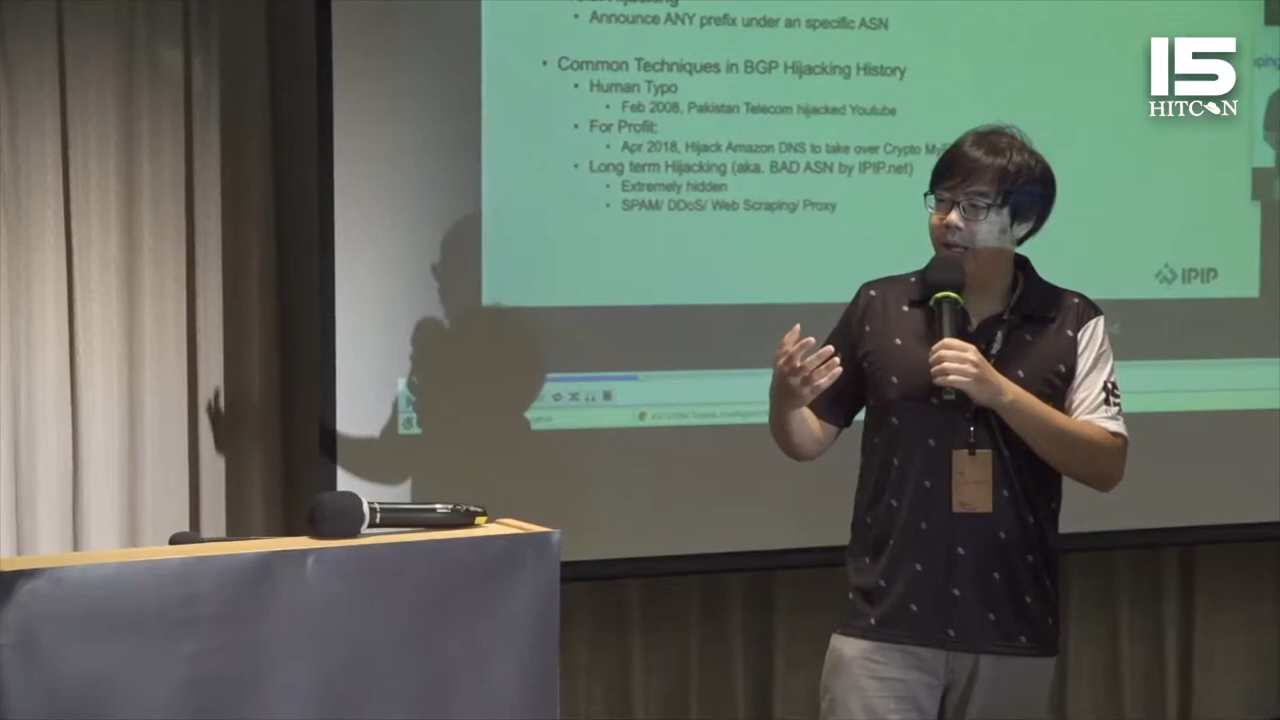 Announce ANY prefix under an specific ASN
Common Techniques in BGP Hijacking History
Human Typo
Feb 2008, Pakistan Telecom hijacked Youtube
For Profit:
Apr 2018, Hijack Amazon DNS to take over Crypto
Long term Hijacking (aka. BAD ASN by IPIP.net)
Extremely hidden
SPAM/ DDoS/ Web Scraping/ Proxy
IPIP
15
HITCON